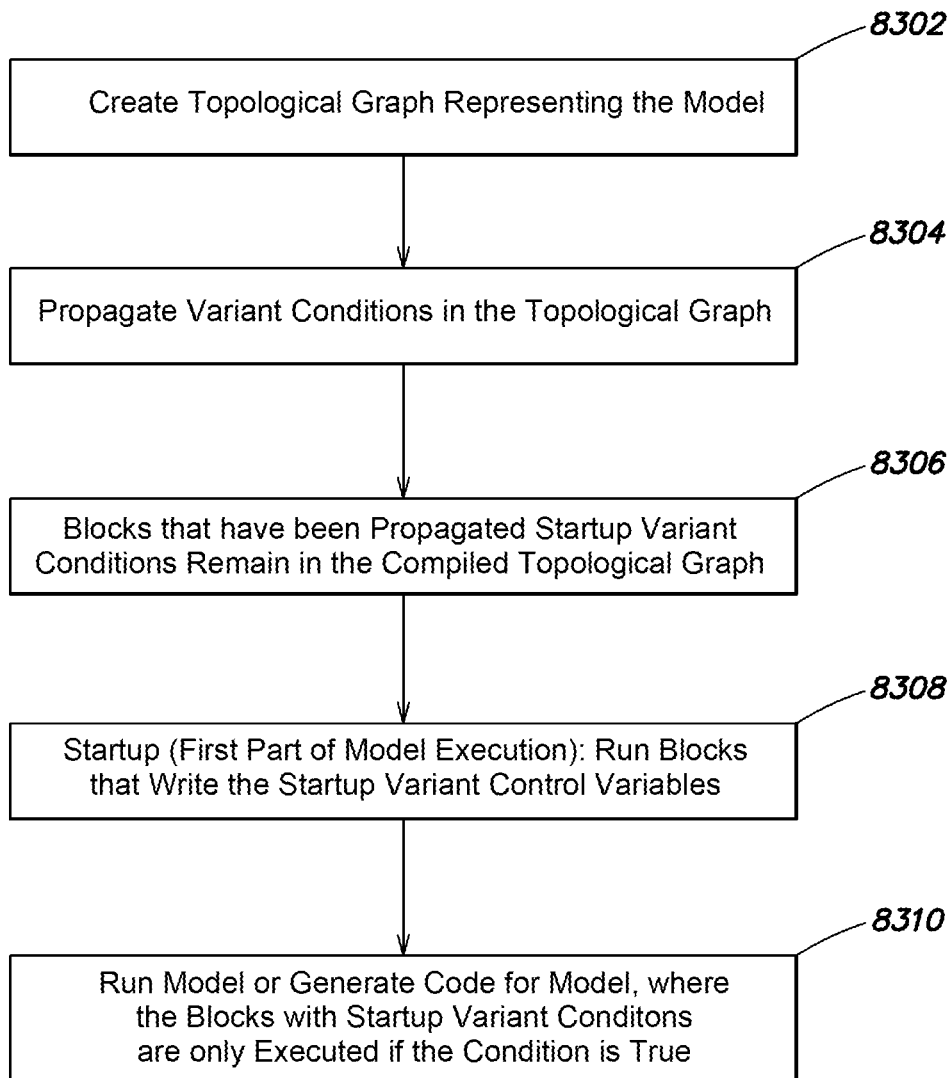 8302
Create Topological Graph Representing the Model
8304
Propagate Variant Conditions in the Topological Graph
8306
Blocks that have been Propagated Startup Variant
Conditions Remain in the Compiled Topological Graph
8308
Startup (First Part of Model Execution): Run Blocks
that Write the Startup Variant Control Variables
8310
Run Model or Generate Code for Model, where
the Blocks with Startup Variant Conditons
are only Executed if the Condition is True